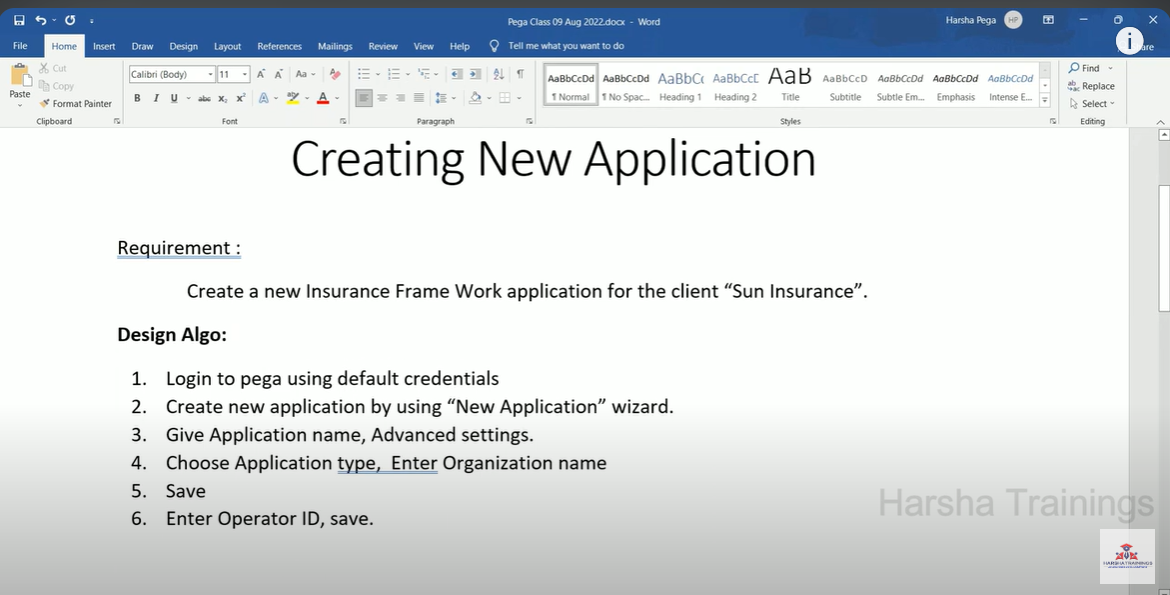 Pega Class 09 Aug 2022.docx - Word
Harsha Pega HP
File Home Insert Draw Design Layout References Mailings Review View Help Tell me what you want to do
Paste
Cut
Copy
Format Painter
Clipboard
Calibri (Body) 11
Font
Paragraph
AaBbCcDd AaBbCcDd AaBbCc AaBbCcE AaB AaBbCcD AaBbCcDd AaBbCcDd AaBbCcDd
¶ Normal ¶ No Spac... Heading 1 Heading 2 Title Subtitle Subtle Em... Emphasis Intense E...
Styles
Find
Replace
Select
Editing
Creating New Application
Requirement :
Create a new Insurance Frame Work application for the client “Sun Insurance”.
Design Algo:
1. Login to pega using default credentials
2. Create new application by using “New Application” wizard.
3. Give Application name, Advanced settings.
4. Choose Application type,  Enter Organization name
5. Save
6. Enter Operator ID, save.
Harsha Trainings
HARSHA TRAININGS